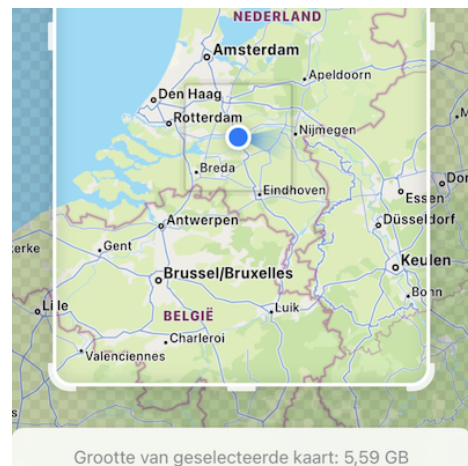 NEDERLAND
Amsterdam
Apeldoorn
Den Haag
Rotterdam
Nijmegen
Breda
Eindhoven
Essen
Antwerpen
Düsseldorf
Gent
erke
Brussel/Bruxelles
Keulen
Bonn
BELGIË
Luik
Lille
Charleroi
Valenciennes
Grootte van geselecteerde kaart: 5,59 GB